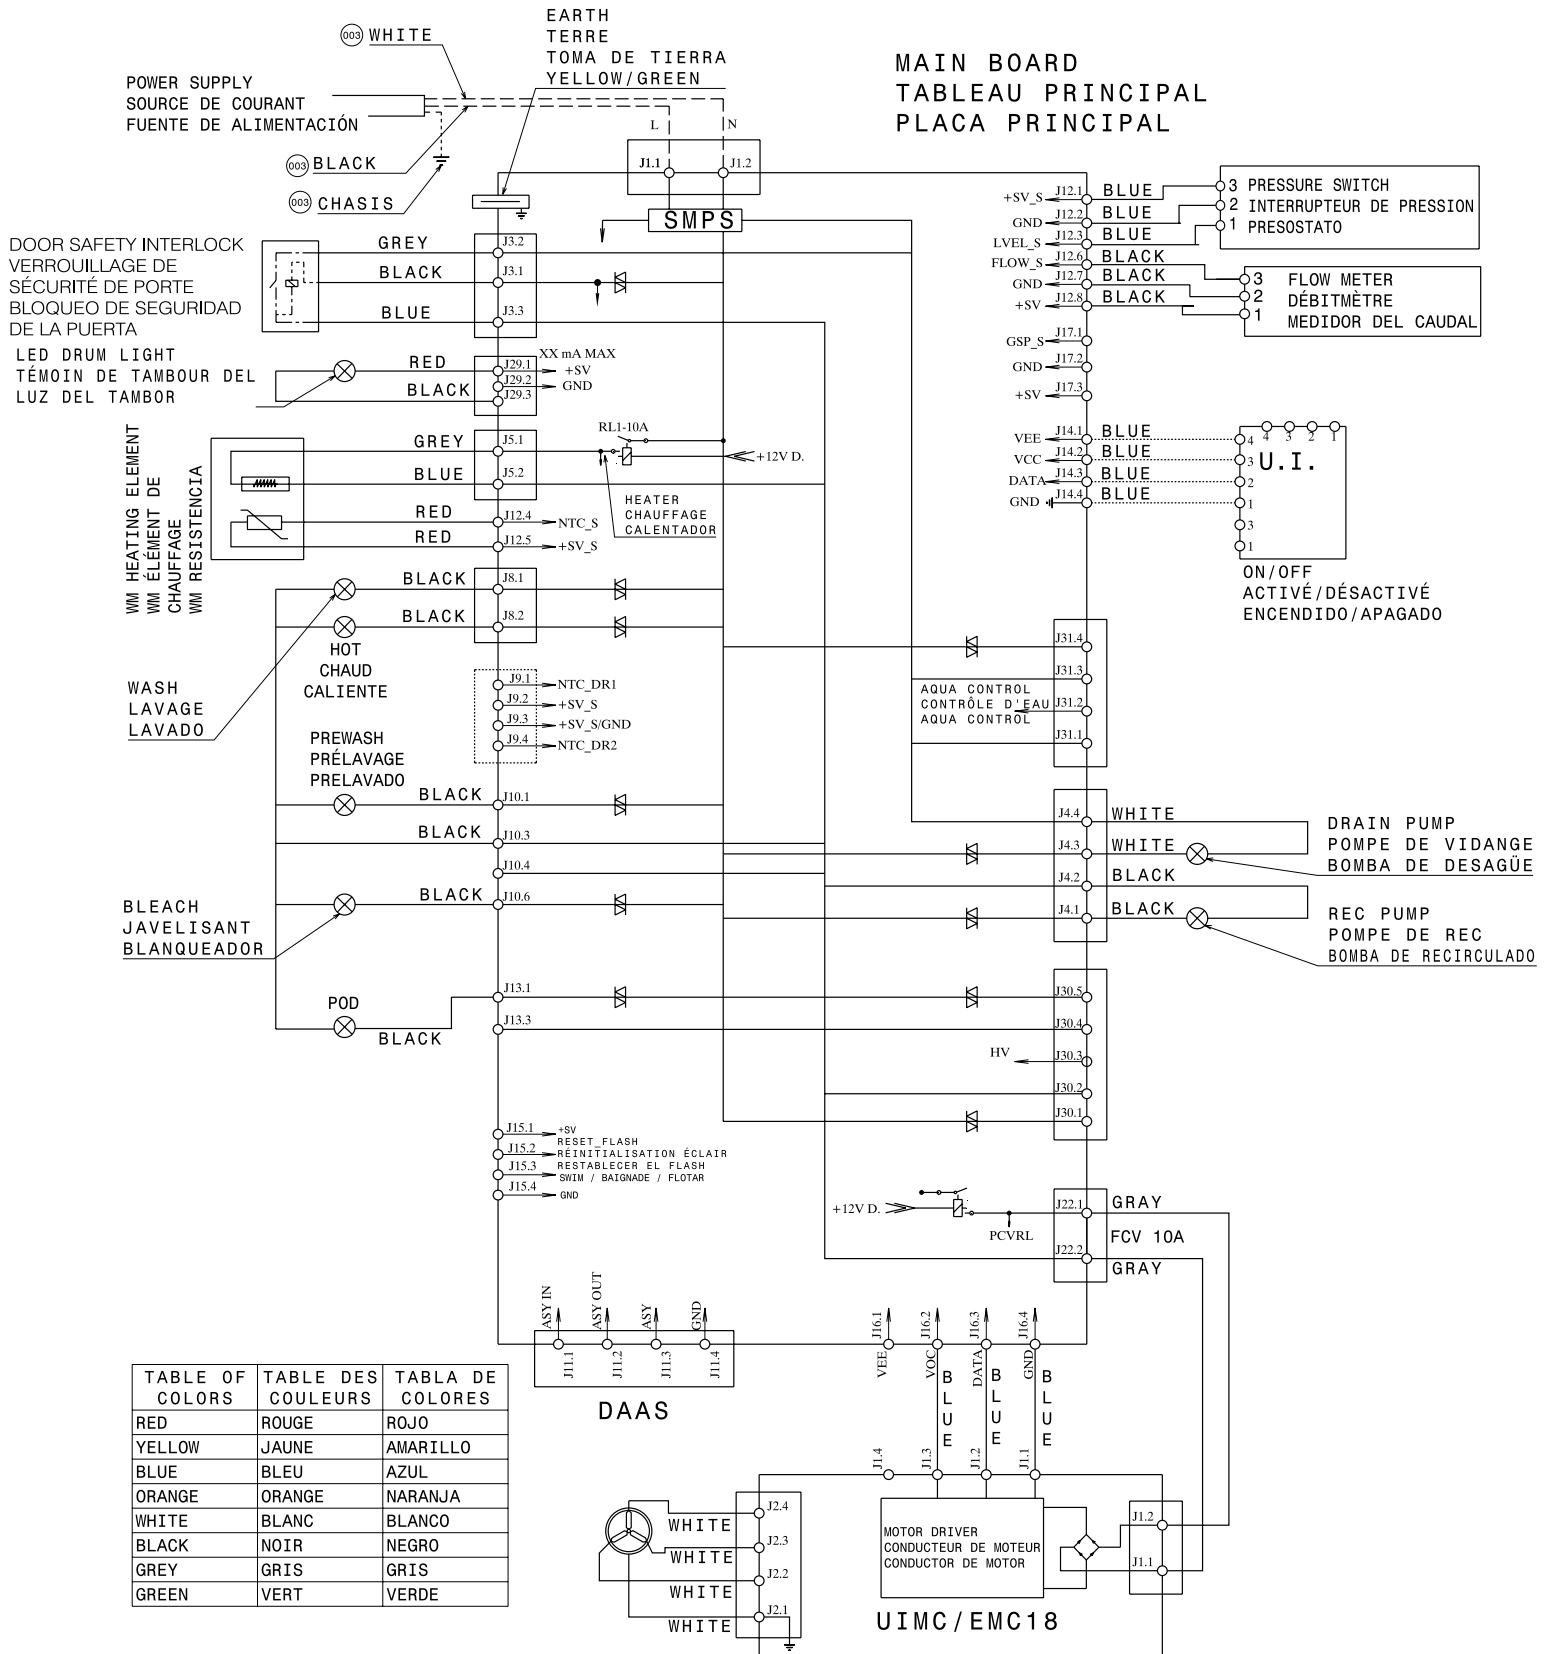 EARTH
TERRE
TOMA DE TIERRA
YELLOW/GREEN
003 WHITE
POWER SUPPLY
SOURCE DE COURANT
FUENTE DE ALIMENTACIÓN
003 BLACK
003 CHASIS
MAIN BOARD
TABLEAU PRINCIPAL
PLACA PRINCIPAL
L N
J1.1 J1.2
SMPS
DOOR SAFETY INTERLOCK
VERROUILLAGE DE
SÉCURITÉ DE PORTE
BLOQUEO DE SEGURIDAD
DE LA PUERTA
GREY J3.2
BLACK J3.1
BLUE J3.3
LED DRUM LIGHT
TÉMOIN DE TAMBOUR DEL
LUZ DEL TAMBOR
XX mA MAX
RED J29.1 +SV
J29.2 GND
BLACK J29.3
WM HEATING ELEMENT
WM ÉLÉMENT DE
CHAUFFAGE
WM RESISTENCIA
GREY J5.1
BLUE J5.2
RL1-10A
+12V D.
HEATER
CHAUFFAGE
CALENTADOR
RED J12.4 NTC_S
RED J12.5 +SV_S
BLACK J8.1
BLACK J8.2
HOT
CHAUD
CALIENTE
WASH
LAVAGE
LAVADO
J9.1 NTC_DR1
J9.2 +SV_S
J9.3 +SV_S/GND
J9.4 NTC_DR2
PREWASH
PRÉLAVAGE
PRELAVADO
BLACK J10.1
BLACK J10.3
J10.4
BLACK J10.6
BLEACH
JAVELISANT
BLANQUEADOR
POD
BLACK
J13.1
J13.3
J15.1 +SV
RESET_FLASH
J15.2 RÉINITIALISATION ÉCLAIR
RESTABLECER EL FLASH
J15.3 SWIM / BAIGNADE / FLOTAR
J15.4 GND
+SV_S J12.1 BLUE
GND J12.2 BLUE
LVEL_S J12.3 BLUE
3 PRESSURE SWITCH
2 INTERRUPTEUR DE PRESSION
1 PRESOSTATO
FLOW_S J12.6 BLACK
GND J12.7 BLACK
+SV J12.8 BLACK
3 FLOW METER
2 DÉBITMÈTRE
1 MEDIDOR DEL CAUDAL
GSP_S J17.1
GND J17.2
+SV J17.3
VEE J14.1 BLUE
VCC J14.2 BLUE
DATA J14.3 BLUE
GND J14.4 BLUE
4 3 2 1
4
3
2
1
3
1
U.I.
ON/OFF
ACTIVÉ/DÉSACTIVÉ
ENCENDIDO/APAGADO
J31.4
J31.3
J31.2
J31.1
AQUA CONTROL
CONTRÔLE D'EAU
AQUA CONTROL
J4.4 WHITE
J4.3 WHITE
J4.2 BLACK
J4.1 BLACK
DRAIN PUMP
POMPE DE VIDANGE
BOMBA DE DESAGÜE
REC PUMP
POMPE DE REC
BOMBA DE RECIRCULADO
J30.5
J30.4
HV J30.3
J30.2
J30.1
+12V D.
PCVRL
J22.1 GRAY
FCV 10A
J22.2 GRAY
ASY IN ASY OUT ASY GND
J11.1 J11.2 J11.3 J11.4
DAAS
J16.1 J16.2 J16.3 J16.4
VEE VOC DATA GND
BLUE BLUE BLUE
J1.4 J1.3 J1.2 J1.1
MOTOR DRIVER
CONDUCTEUR DE MOTEUR
CONDUCTOR DE MOTOR
J1.2
J1.1
UIMC/EMC18
WHITE J2.4
WHITE J2.3
WHITE J2.2
WHITE J2.1
TABLE OF COLORS TABLE DES COULEURS TABLA DE COLORES
RED ROUGE ROJO
YELLOW JAUNE AMARILLO
BLUE BLEU AZUL
ORANGE ORANGE NARANJA
WHITE BLANC BLANCO
BLACK NOIR NEGRO
GREY GRIS GRIS
GREEN VERT VERDE